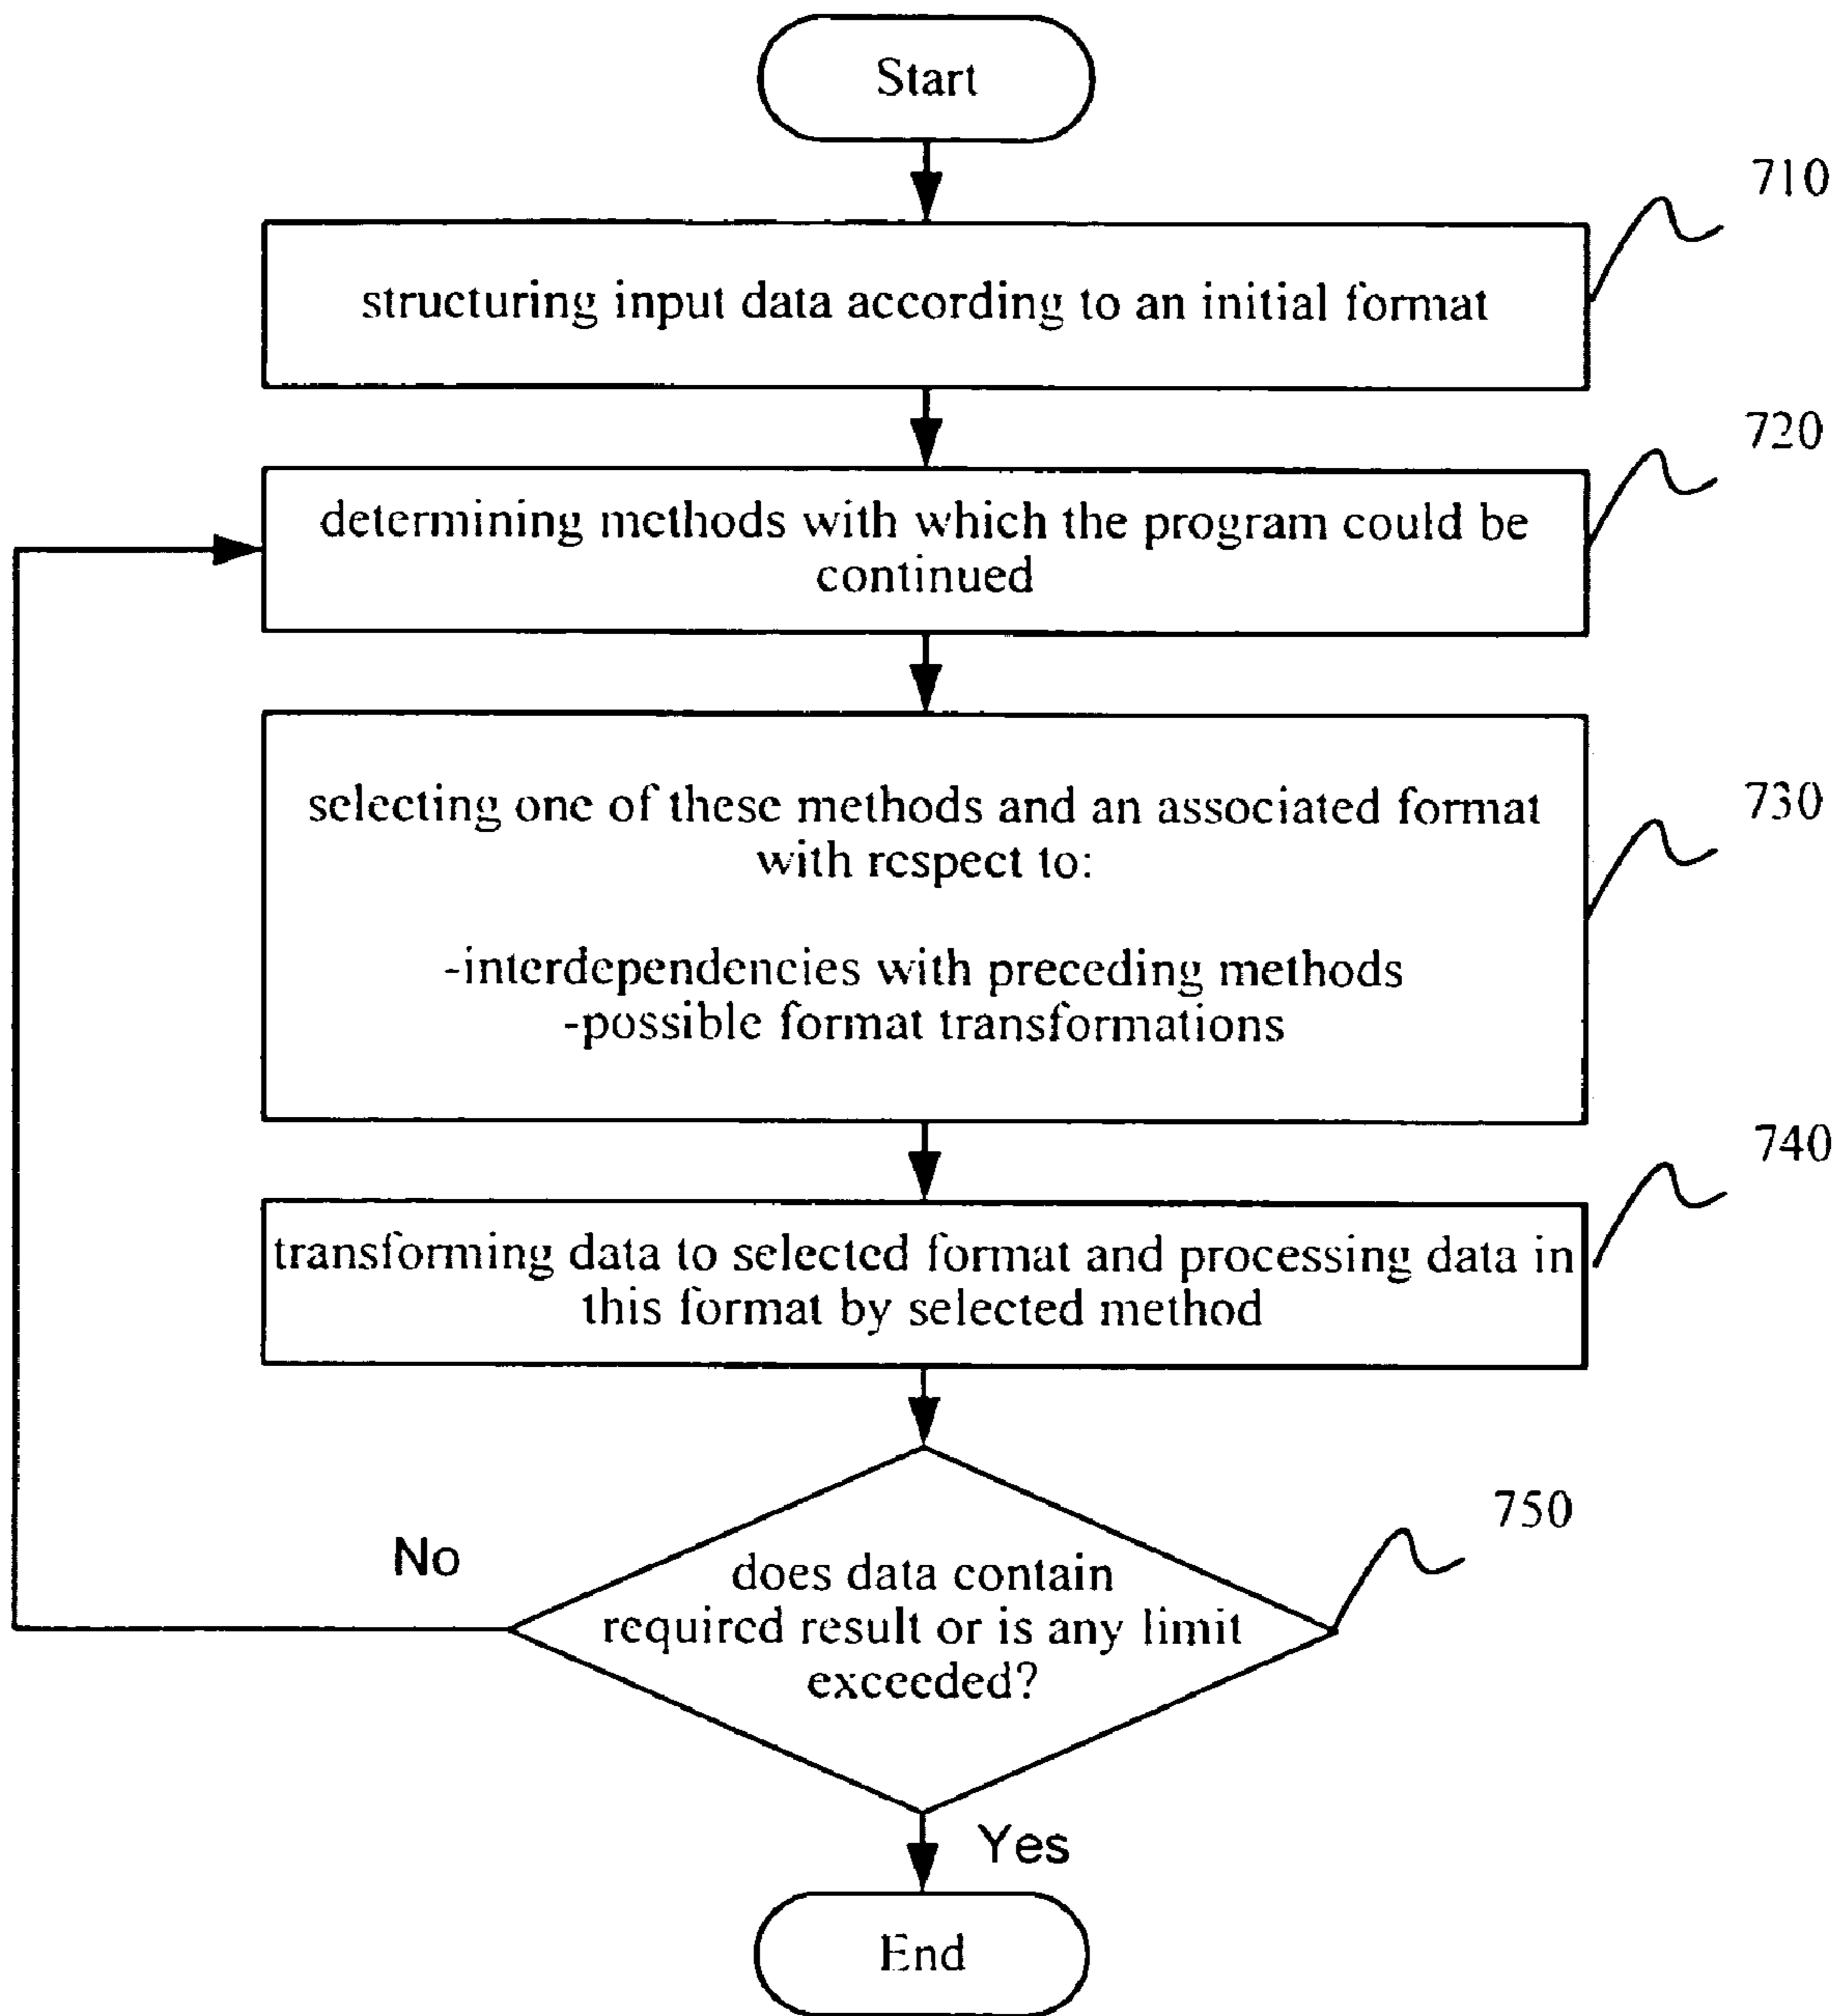 Start
710
structuring input data according to an initial format
720
determining methods with which the program could be
continued
730
selecting one of these methods and an associated format
with respect to:
-interdependencies with preceding methods
-possible format transformations
740
transforming data to selected format and processing data in
this format by selected method
750
No
does data contain
required result or is any limit
exceeded?
Yes
End